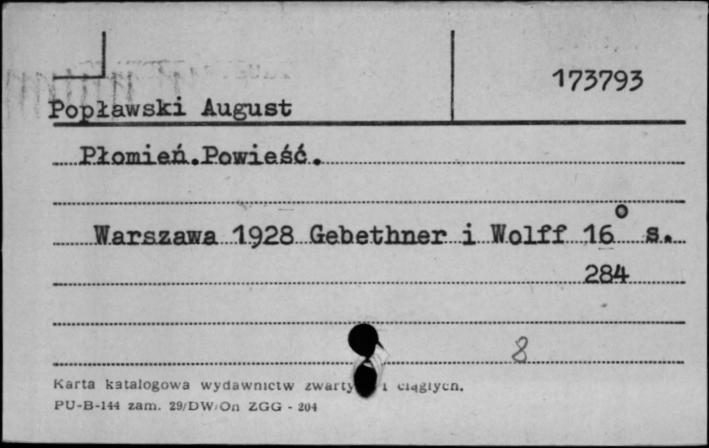 173793
Popławski August
Płomień.Powieść.
Warszawa 1928 Gebethner i Wolff 16° s.
284
8
Karta katalogowa wydawnictw zwarty i ciągłych.
PU-B-144 zam. 29/DW/On ZGG - 204